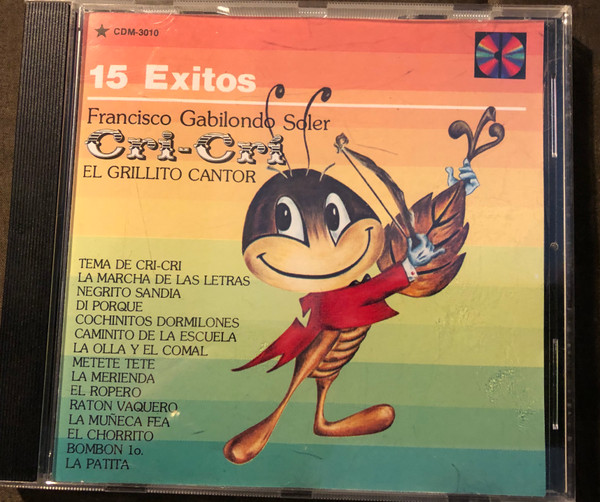 ★ CDM-3010
15 Exitos
Francisco Gabilondo Soler
Cri-Cri
EL GRILLITO CANTOR
TEMA DE CRI-CRI
LA MARCHA DE LAS LETRAS
NEGRITO SANDIA
DI PORQUE
COCHINITOS DORMILONES
CAMINITO DE LA ESCUELA
LA OLLA Y EL COMAL
METETE TETE
LA MERIENDA
EL ROPERO
RATON VAQUERO
LA MUÑECA FEA
EL CHORRITO
BOMBON 1o.
LA PATITA